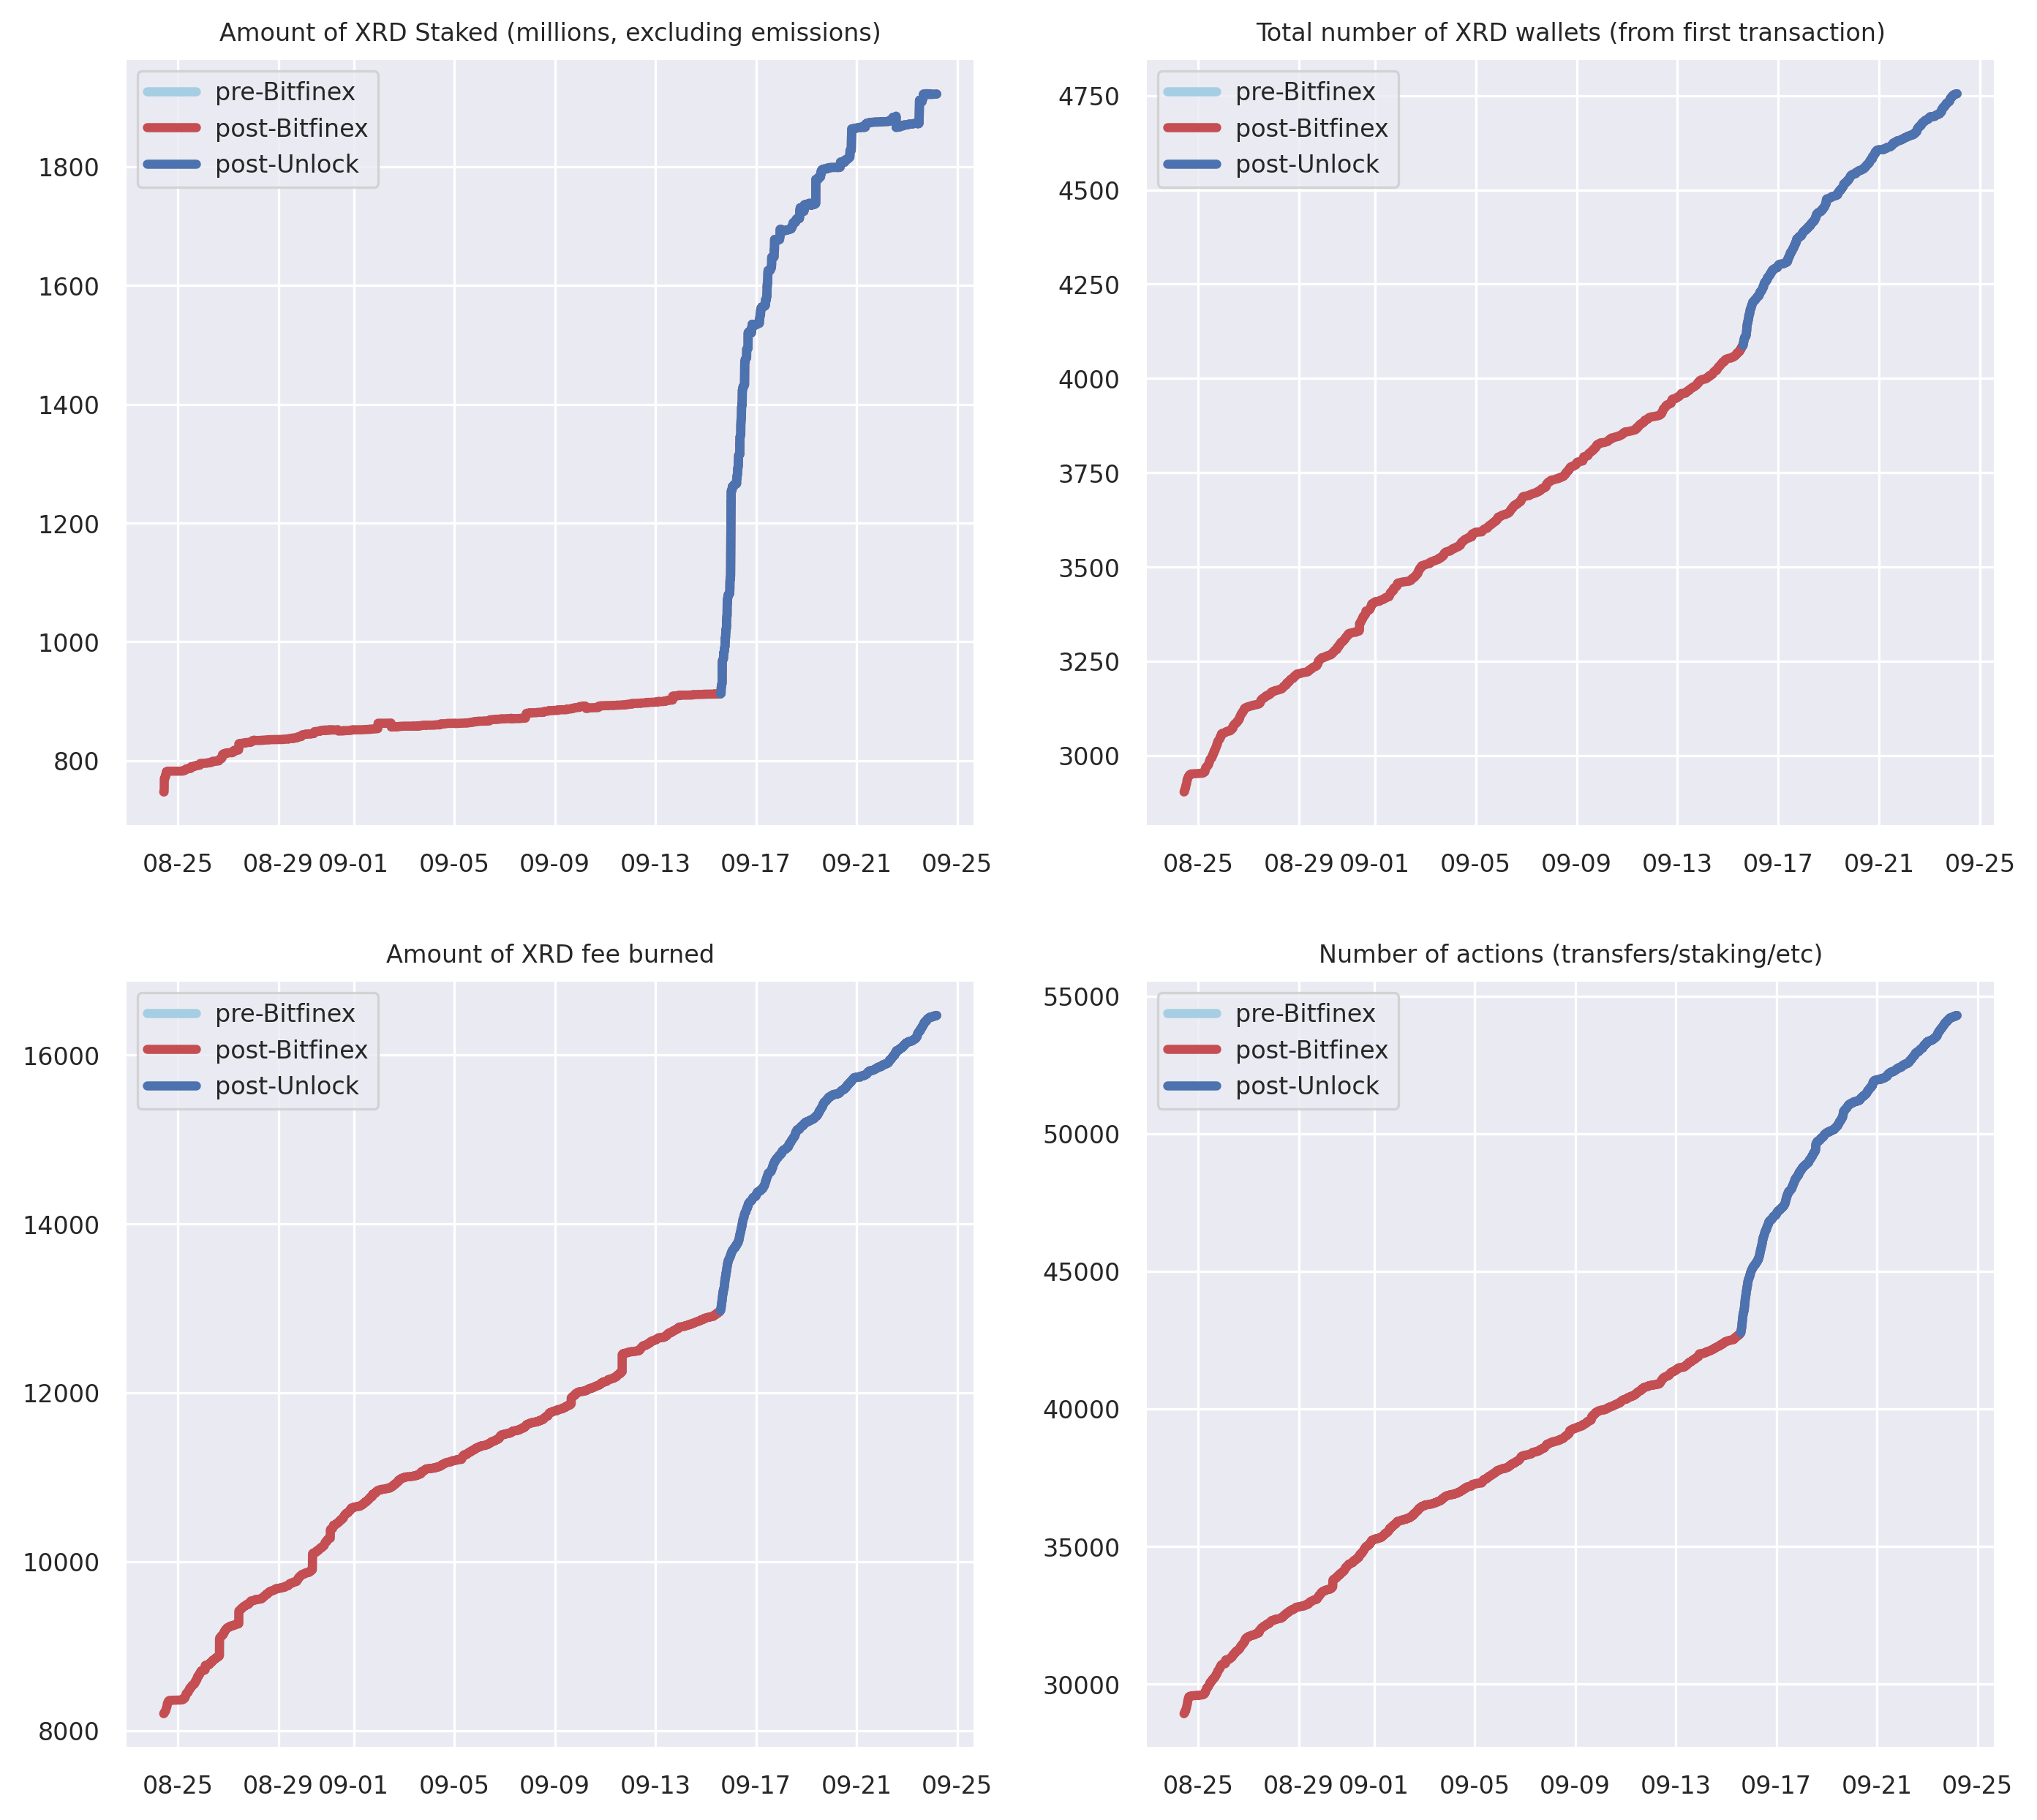 Amount of XRD Staked (millions, excluding emissions)
pre-Bitfinex
post-Bitfinex
post-Unlock
1800
1600
1400
1200
1000
800
08-25 08-29 09-01 09-05 09-09 09-13 09-17 09-21 09-25
Total number of XRD wallets (from first transaction)
pre-Bitfinex
post-Bitfinex
post-Unlock
4750
4500
4250
4000
3750
3500
3250
3000
08-25 08-29 09-01 09-05 09-09 09-13 09-17 09-21 09-25
Amount of XRD fee burned
pre-Bitfinex
post-Bitfinex
post-Unlock
16000
14000
12000
10000
8000
08-25 08-29 09-01 09-05 09-09 09-13 09-17 09-21 09-25
Number of actions (transfers/staking/etc)
pre-Bitfinex
post-Bitfinex
post-Unlock
55000
50000
45000
40000
35000
30000
08-25 08-29 09-01 09-05 09-09 09-13 09-17 09-21 09-25